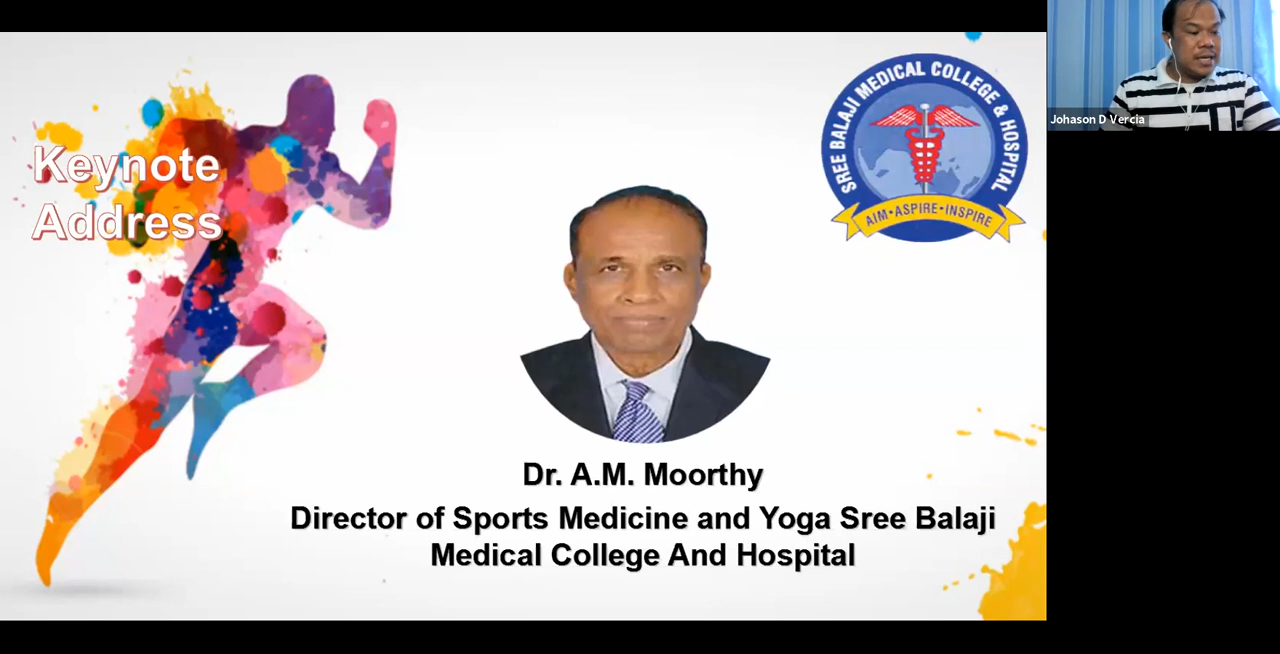 Keynote
Address
SREE BALAJI MEDICAL COLLEGE & HOSPITAL
AIM•ASPIRE•INSPIRE
Johason D Vercia
Dr. A.M. Moorthy
Director of Sports Medicine and Yoga Sree Balaji
Medical College And Hospital